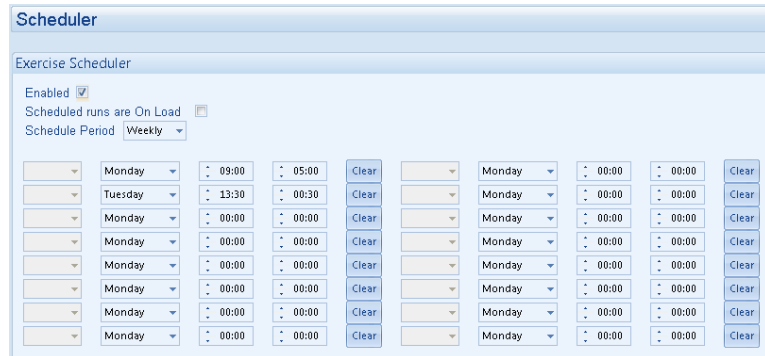 Scheduler
Exercise Scheduler
Enabled
Scheduled runs are On Load
Schedule Period Weekly
Monday 09:00 05:00 Clear Monday 00:00 00:00 Clear
Tuesday 13:30 00:30 Clear Monday 00:00 00:00 Clear
Monday 00:00 00:00 Clear Monday 00:00 00:00 Clear
Monday 00:00 00:00 Clear Monday 00:00 00:00 Clear
Monday 00:00 00:00 Clear Monday 00:00 00:00 Clear
Monday 00:00 00:00 Clear Monday 00:00 00:00 Clear
Monday 00:00 00:00 Clear Monday 00:00 00:00 Clear
Monday 00:00 00:00 Clear Monday 00:00 00:00 Clear